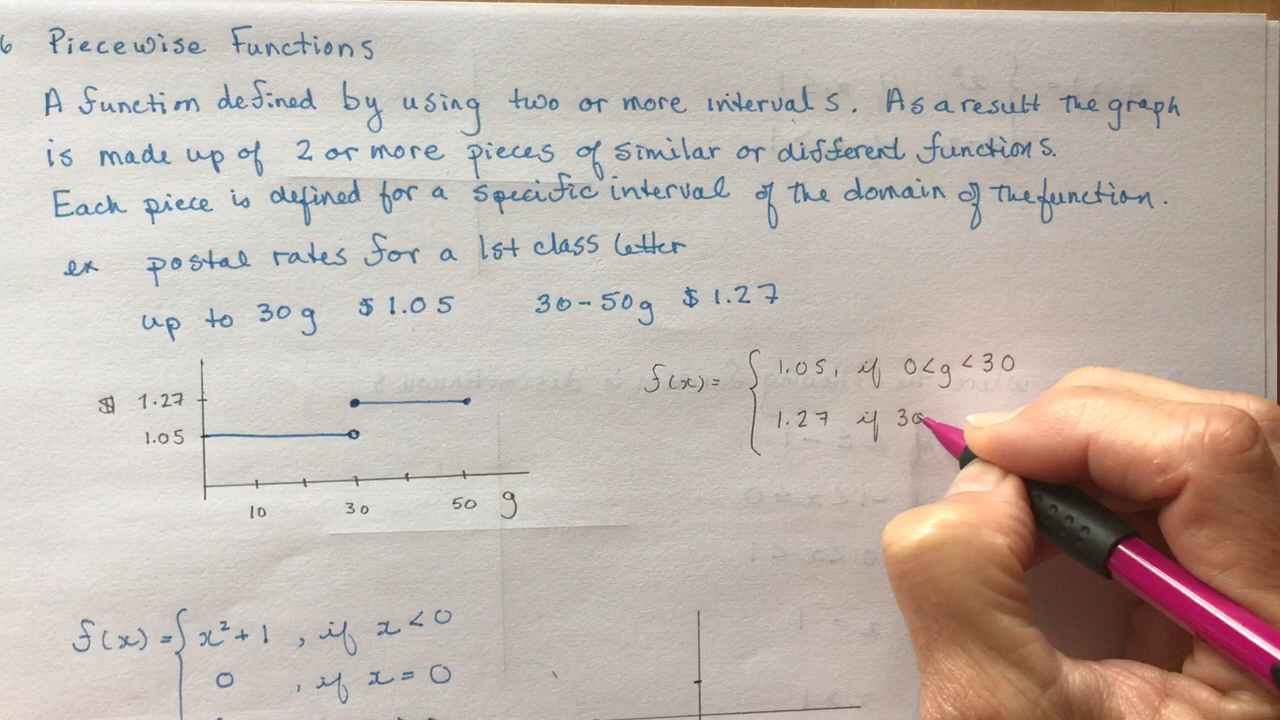 6 Piecewise Functions
A function defined by using two or more intervals. As a result the graph
is made up of 2 or more pieces of similar or different functions.
Each piece is defined for a specific interval of the domain of the function.
ex postal rates for a 1st class letter
up to 30g $1.05 30-50g $1.27
f(x)= { 1.05, if 0<g<30
1.27 if 30
$ 1.27
1.05
10 30 50 g
f(x)= { x²+1, if x<0
0, if x=0